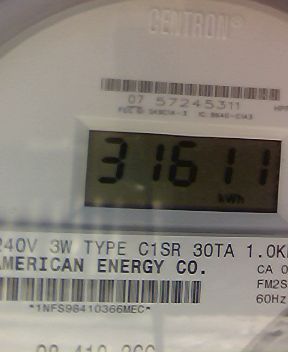 CENTRON®
07 57245311
31611
kWh
240V 3W TYPE C1SR 30TA 1.0K
AMERICAN ENERGY CO.
CA 0
FM2S
60Hz
*1NFS98410366MEC*